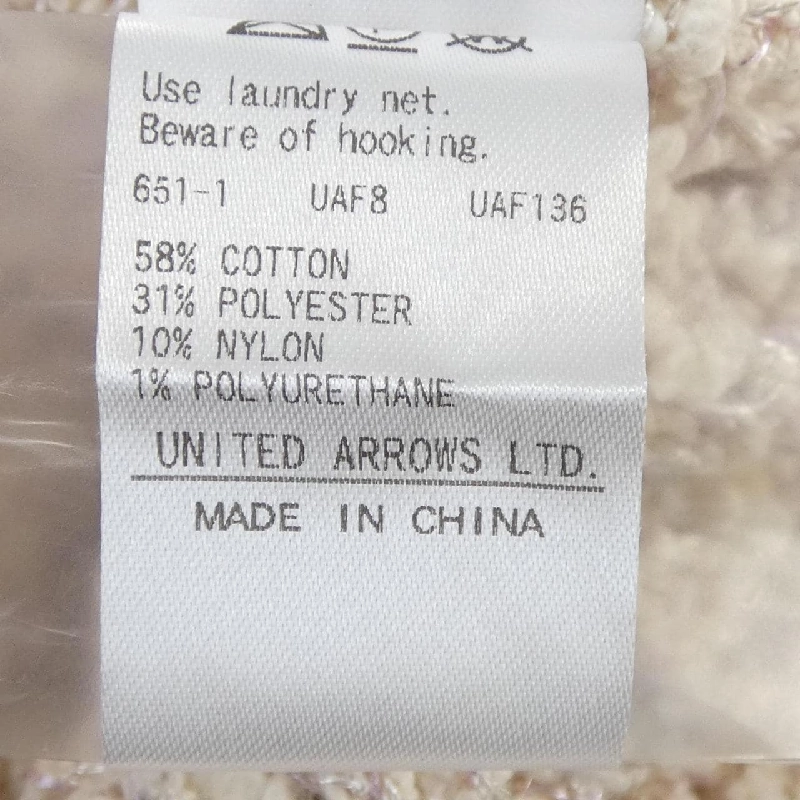 Use laundry net.
Beware of hooking.
651-1 UAF8 UAF136
58% COTTON
31% POLYESTER
10% NYLON
1% POLYURETHANE
UNITED ARROWS LTD.
MADE IN CHINA